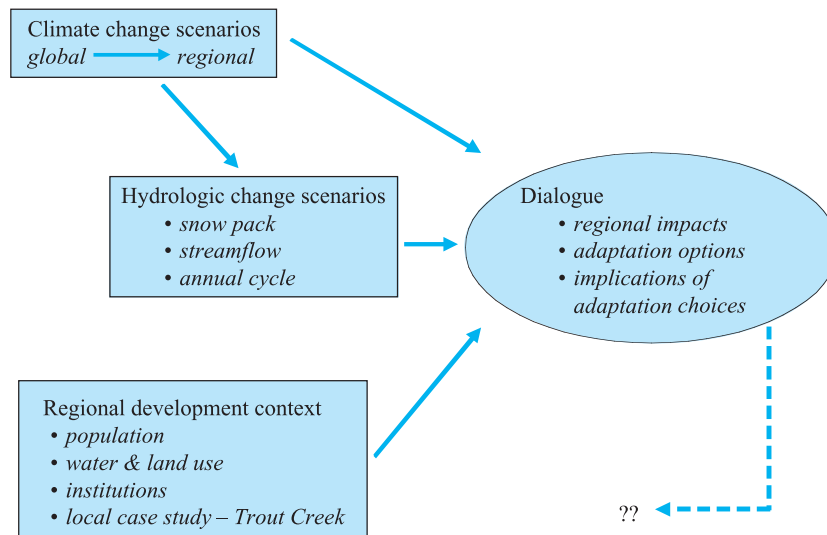 Climate change scenarios
global regional
Hydrologic change scenarios
• snow pack
• streamflow
• annual cycle
Dialogue
• regional impacts
• adaptation options
• implications of
adaptation choices
Regional development context
• population
• water & land use
• institutions
• local case study – Trout Creek
??